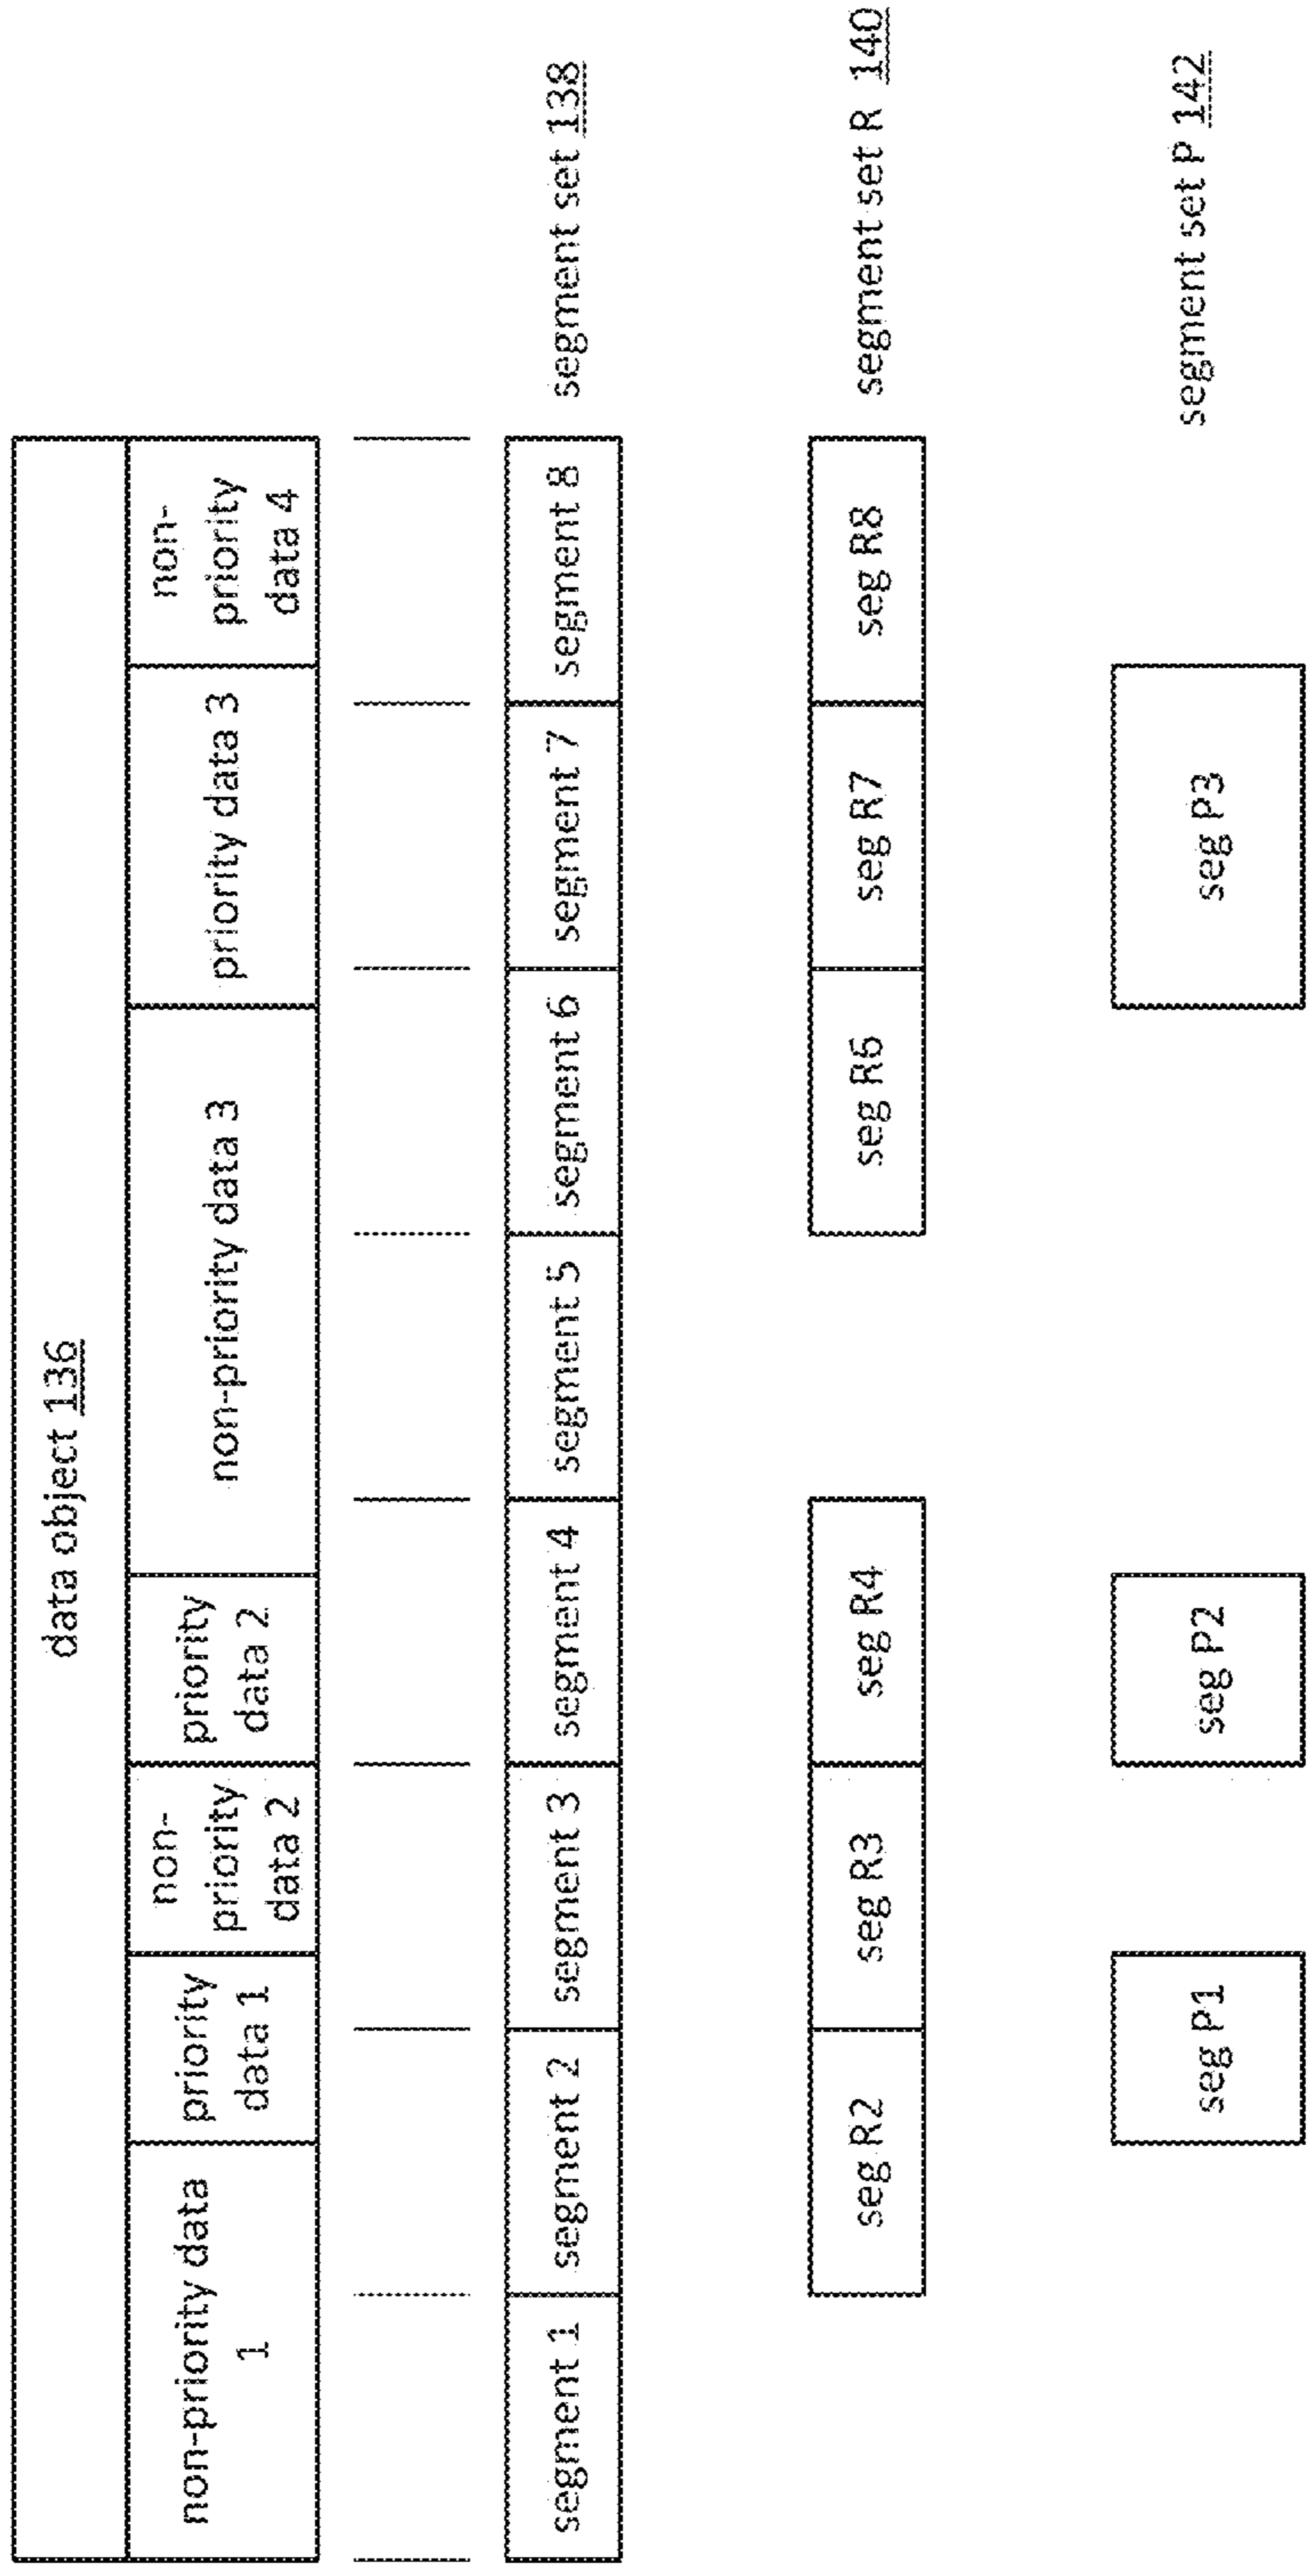 data object 136
non-priority data
1
priority
data 1
non-
priority
data 2
priority
data 2
non-priority data 3
priority data 3
non-
priority
data 4
segment 1
segment 2
segment 3
segment 4
segment 5
segment 6
segment 7
segment 8
segment set 138
seg R2
seg R3
seg R4
seg R6
seg R7
seg R8
segment set R 140
seg P1
seg P2
seg P3
segment set P 142